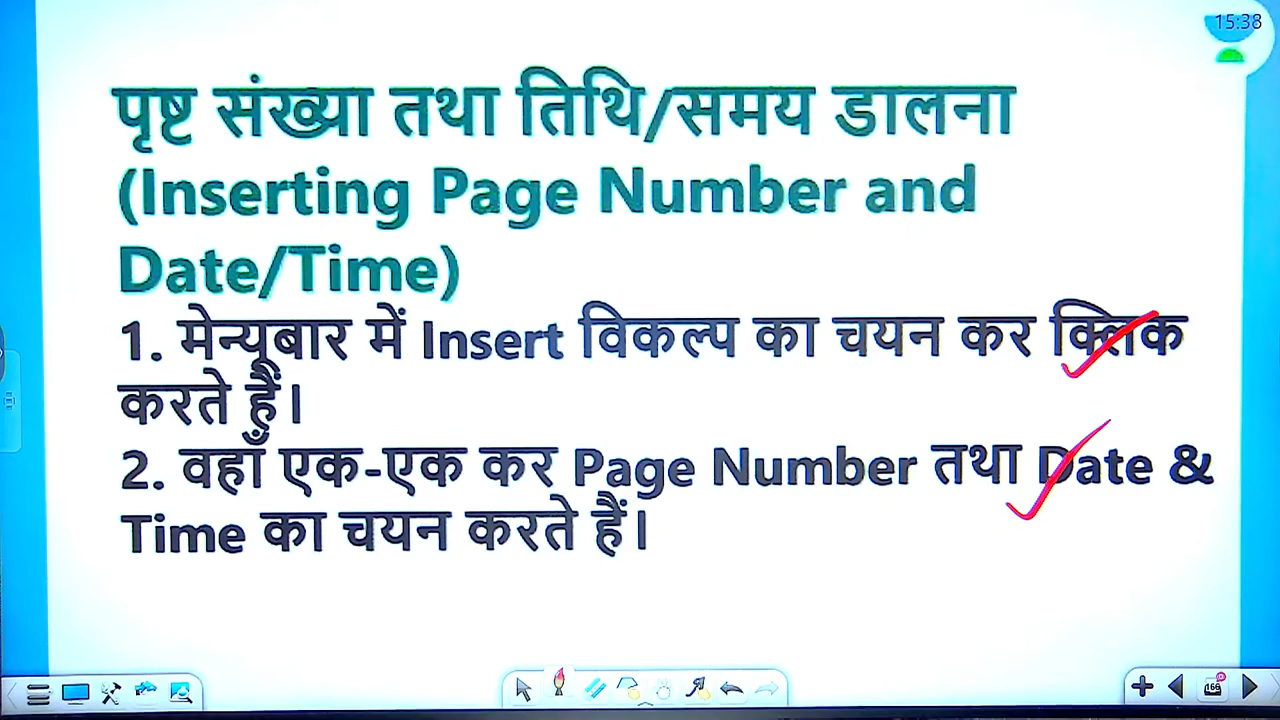 15:38
पृष्ट संख्या तथा तिथि/समय डालना
(Inserting Page Number and
Date/Time)
1. मेन्यूबार में Insert विकल्प का चयन कर क्लिक
करते हैं।
2. वहाँ एक-एक कर Page Number तथा Date &
Time का चयन करते हैं।
166